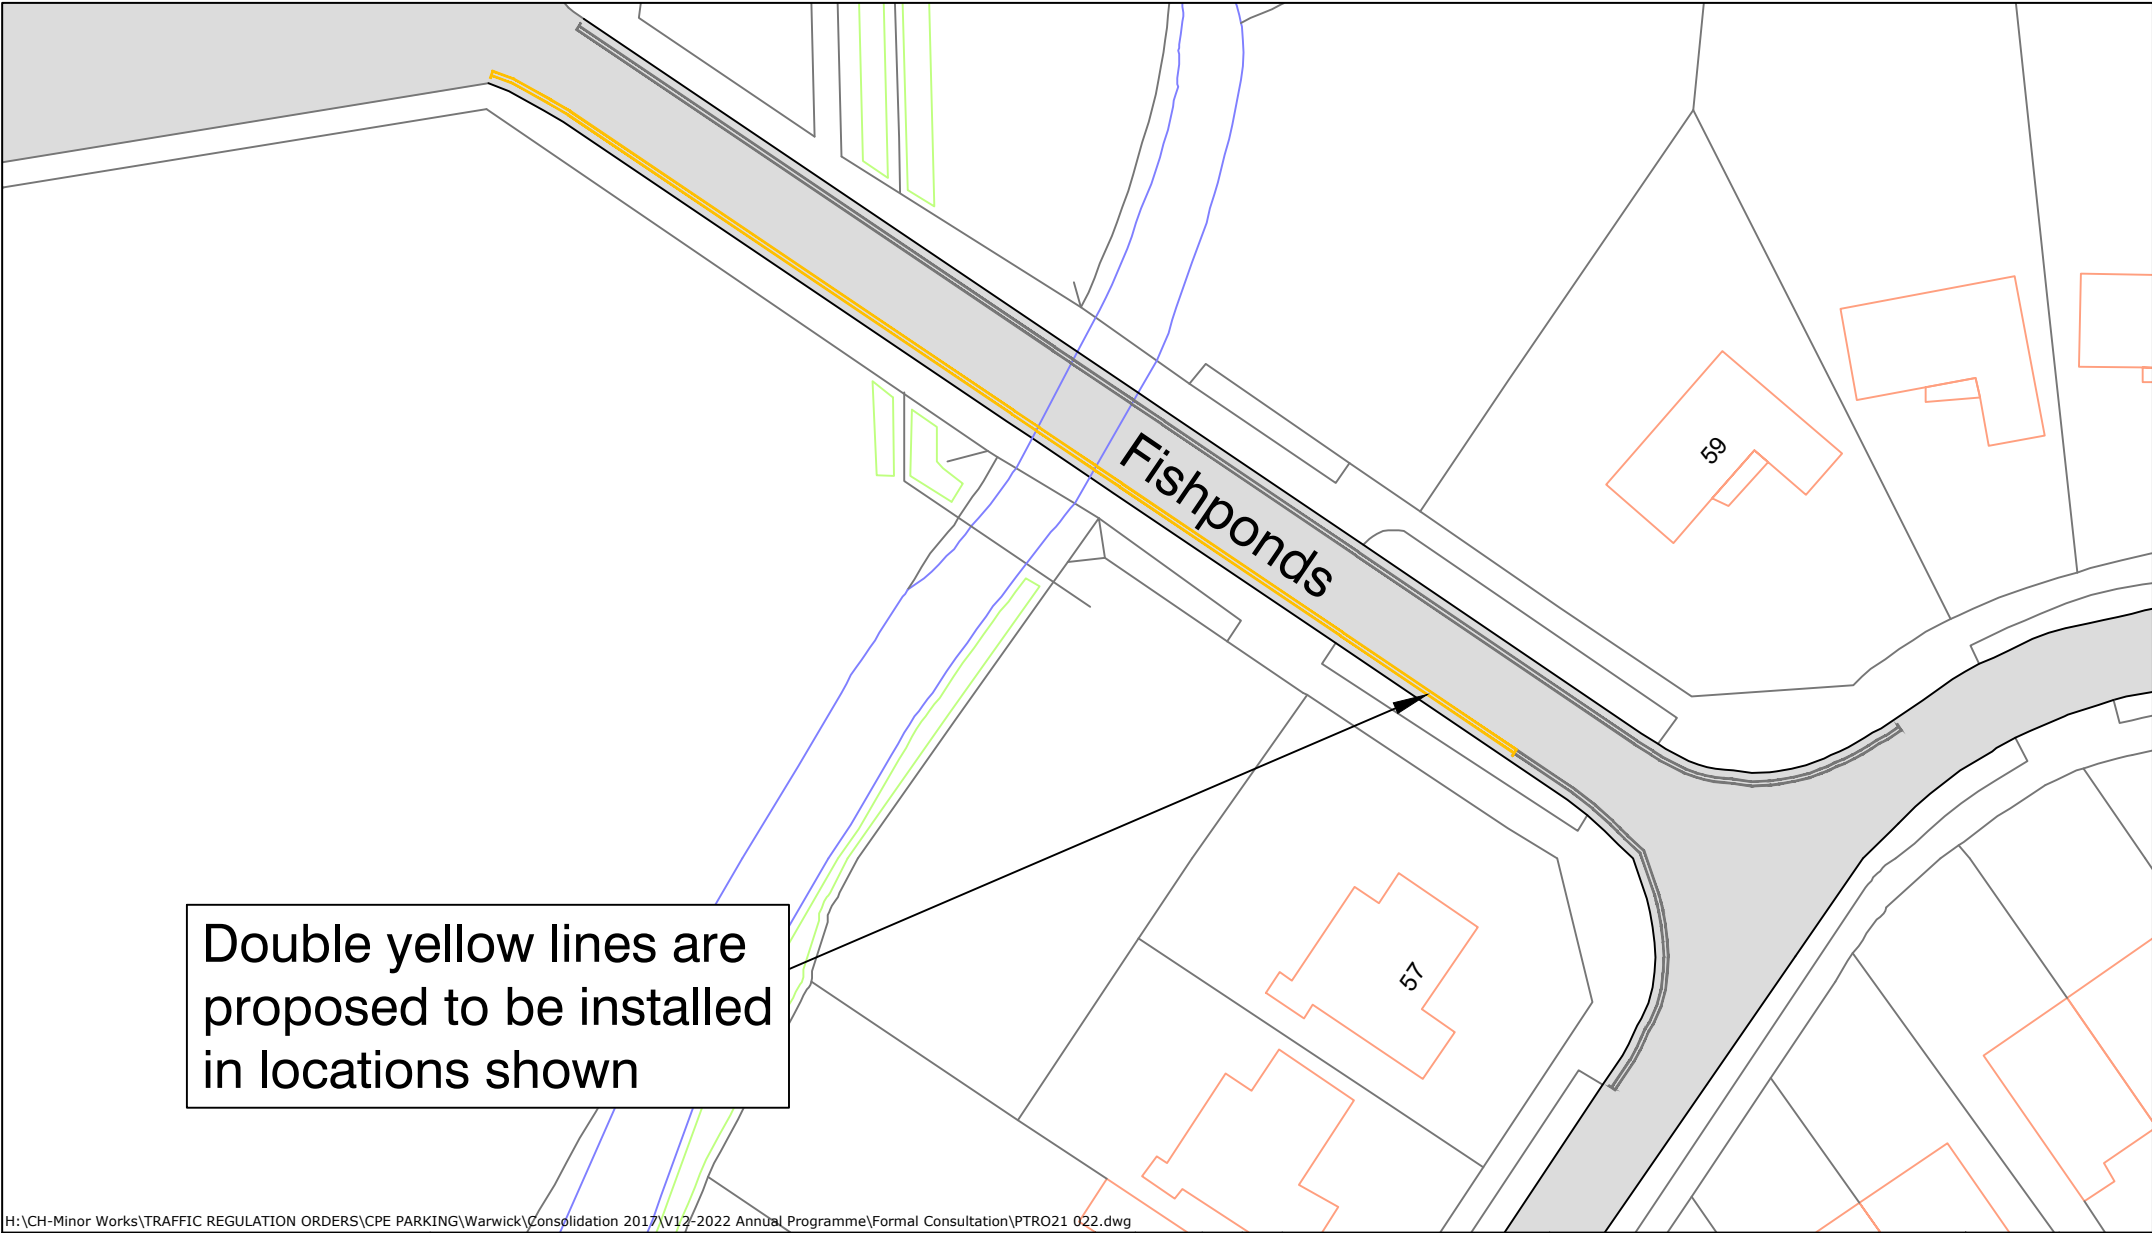 Fishponds
59
57
Double yellow lines are
proposed to be installed
in locations shown
H:\CH-Minor Works\TRAFFIC REGULATION ORDERS\CPE PARKING\Warwick\Consolidation 2017\V12-2022 Annual Programme\Formal Consultation\PTRO21 022.dwg